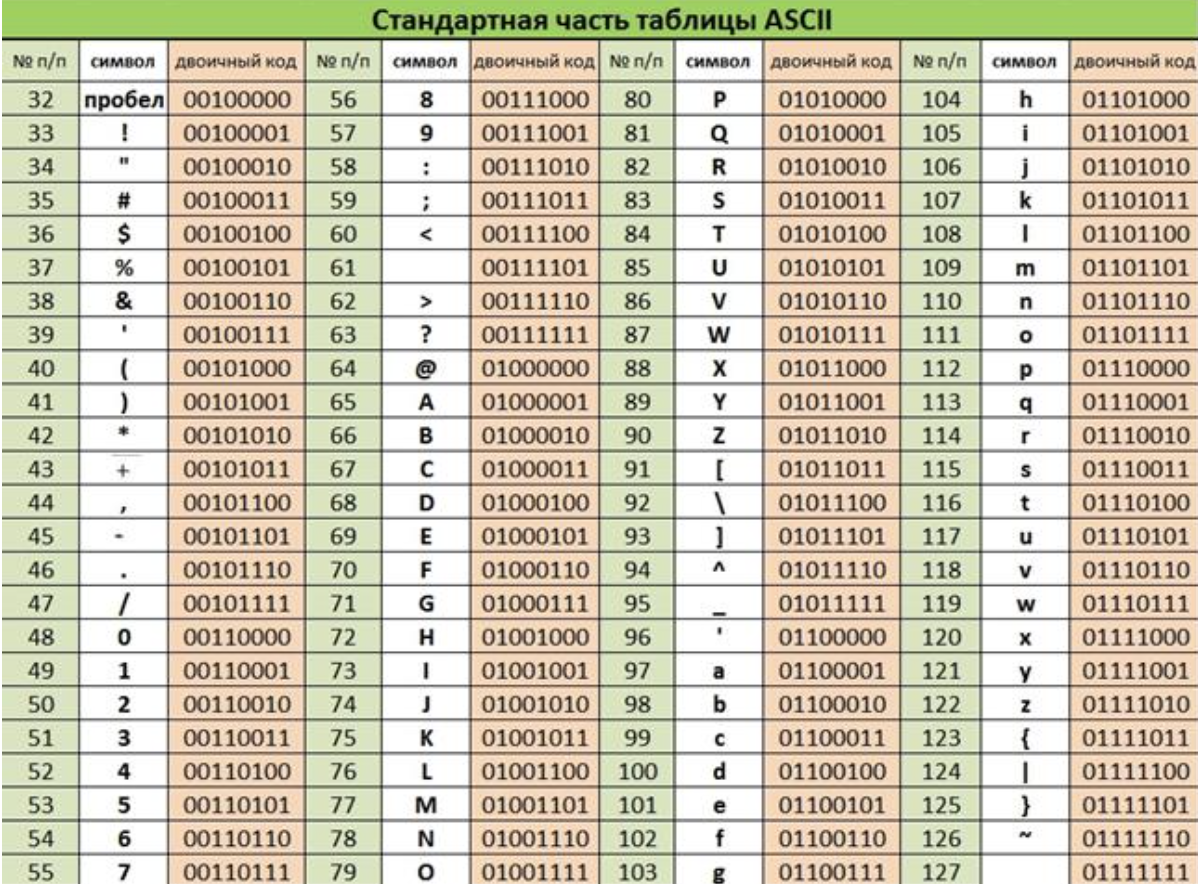 Стандартная часть таблицы ASCII
№ п/п символ двоичный код № п/п символ двоичный код № п/п символ двоичный код № п/п символ двоичный код
32 пробел 00100000 56 8 00111000 80 P 01010000 104 h 01101000
33 ! 00100001 57 9 00111001 81 Q 01010001 105 i 01101001
34 " 00100010 58 : 00111010 82 R 01010010 106 j 01101010
35 # 00100011 59 ; 00111011 83 S 01010011 107 k 01101011
36 $ 00100100 60 < 00111100 84 T 01010100 108 l 01101100
37 % 00100101 61 00111101 85 U 01010101 109 m 01101101
38 & 00100110 62 > 00111110 86 V 01010110 110 n 01101110
39 ' 00100111 63 ? 00111111 87 W 01010111 111 o 01101111
40 ( 00101000 64 @ 01000000 88 X 01011000 112 p 01110000
41 ) 00101001 65 A 01000001 89 Y 01011001 113 q 01110001
42 * 00101010 66 B 01000010 90 Z 01011010 114 r 01110010
43 + 00101011 67 C 01000011 91 [ 01011011 115 s 01110011
44 , 00101100 68 D 01000100 92 \ 01011100 116 t 01110100
45 - 00101101 69 E 01000101 93 ] 01011101 117 u 01110101
46 . 00101110 70 F 01000110 94 ^ 01011110 118 v 01110110
47 / 00101111 71 G 01000111 95 _ 01011111 119 w 01110111
48 0 00110000 72 H 01001000 96 ' 01100000 120 x 01111000
49 1 00110001 73 I 01001001 97 a 01100001 121 y 01111001
50 2 00110010 74 J 01001010 98 b 01100010 122 z 01111010
51 3 00110011 75 K 01001011 99 c 01100011 123 { 01111011
52 4 00110100 76 L 01001100 100 d 01100100 124 | 01111100
53 5 00110101 77 M 01001101 101 e 01100101 125 } 01111101
54 6 00110110 78 N 01001110 102 f 01100110 126 ~ 01111110
55 7 00110111 79 O 01001111 103 g 01100111 127 01111111